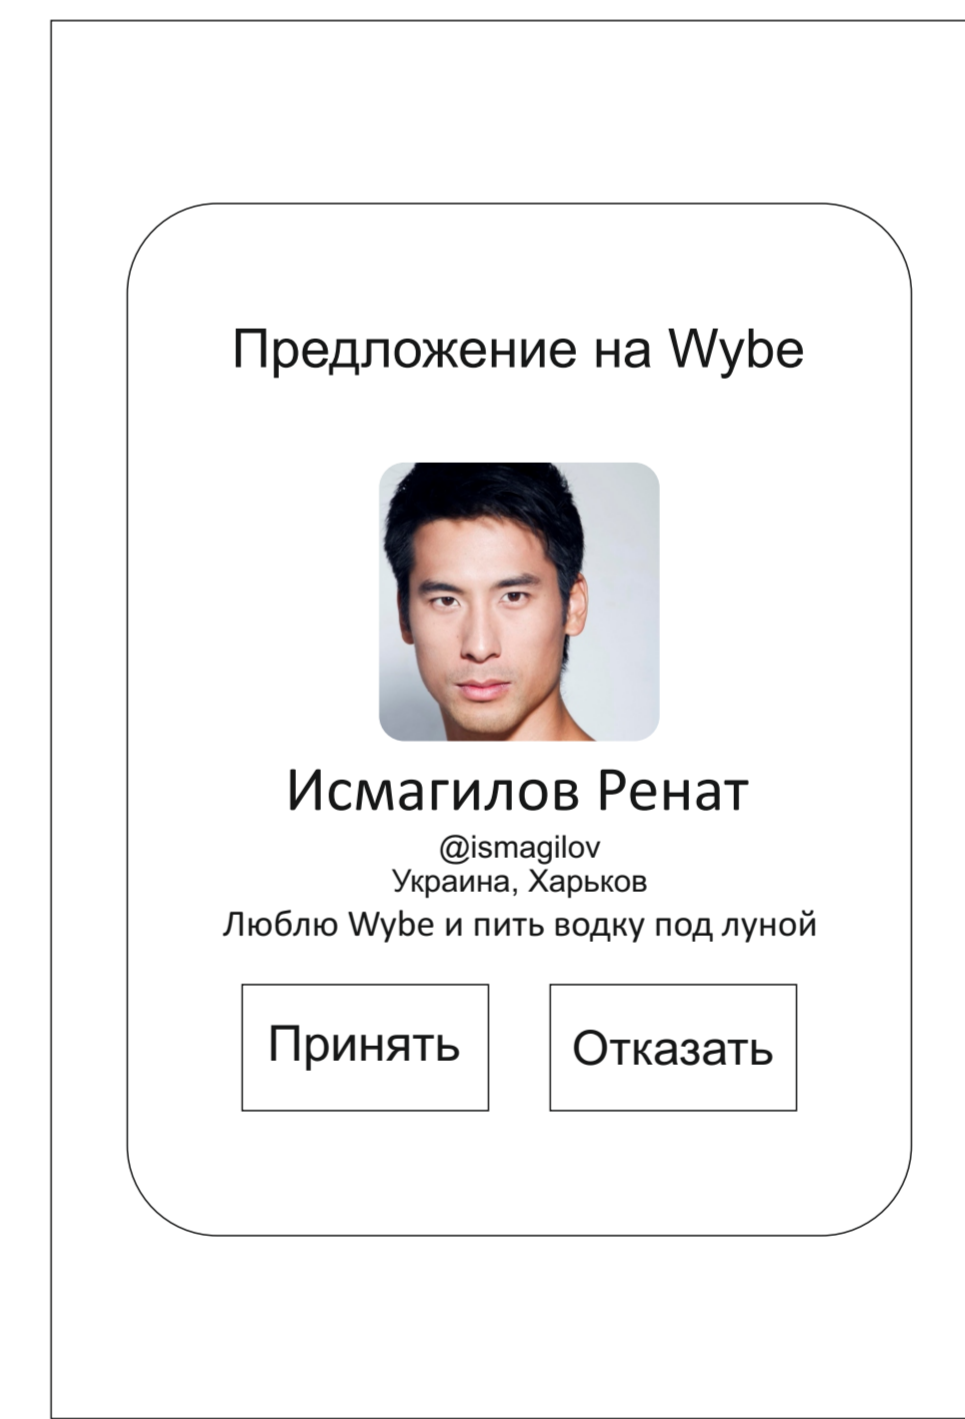 Предложение на Wybe
Исмагилов Ренат
@ismagilov
Украина, Харьков
Люблю Wybe и пить водку под луной
Принять
Отказать